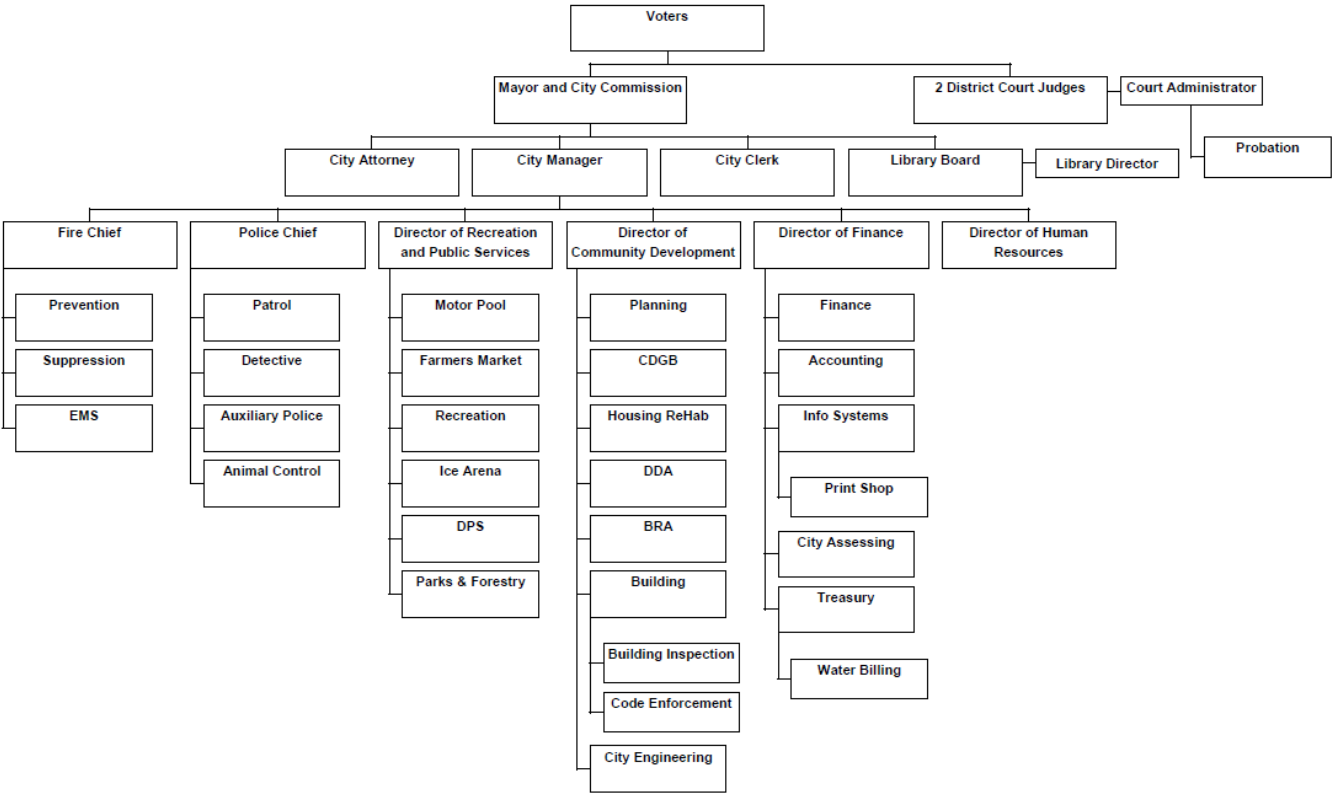 Voters
Mayor and City Commission
2 District Court Judges
Court Administrator
Probation
City Attorney
City Manager
City Clerk
Library Board
Library Director
Fire Chief
Police Chief
Director of Recreation
and Public Services
Director of
Community Development
Director of Finance
Director of Human
Resources
Prevention
Suppression
EMS
Patrol
Detective
Auxiliary Police
Animal Control
Motor Pool
Farmers Market
Recreation
Ice Arena
DPS
Parks & Forestry
Planning
CDGB
Housing ReHab
DDA
BRA
Building
Building Inspection
Code Enforcement
City Engineering
Finance
Accounting
Info Systems
Print Shop
City Assessing
Treasury
Water Billing